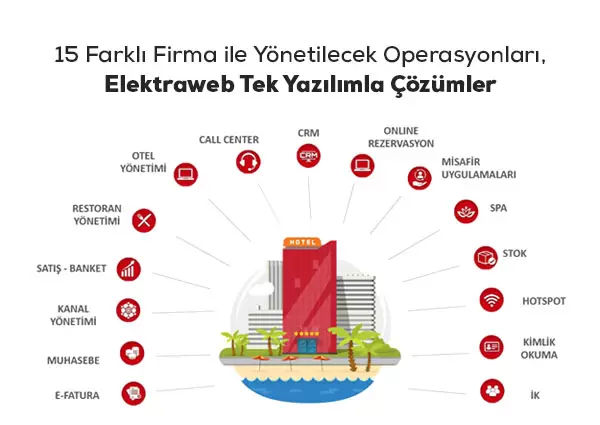 15 Farklı Firma ile Yönetilecek Operasyonları,
Elektraweb Tek Yazılımla Çözümler
CRM
CALL CENTER
ONLINE
REZERVASYON
OTEL
YÖNETİMİ
MİSAFİR
UYGULAMALARI
RESTORAN
YÖNETİMİ
SPA
SATIŞ - BANKET
STOK
KANAL
YÖNETİMİ
HOTSPOT
MUHASEBE
KİMLİK
OKUMA
E-FATURA
İK
CRM
HOTEL